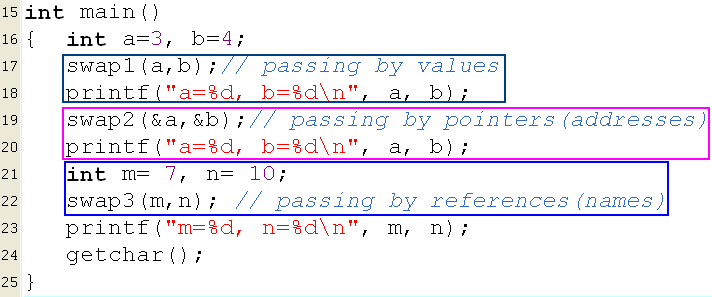 15 int main()
16 { int a=3, b=4;
17 swap1(a,b);// passing by values
18 printf("a=%d, b=%d\n", a, b);
19 swap2(&a,&b);// passing by pointers(addresses)
20 printf("a=%d, b=%d\n", a, b);
21 int m= 7, n= 10;
22 swap3(m,n); // passing by references(names)
23 printf("m=%d, n=%d\n", m, n);
24 getchar();
25 }